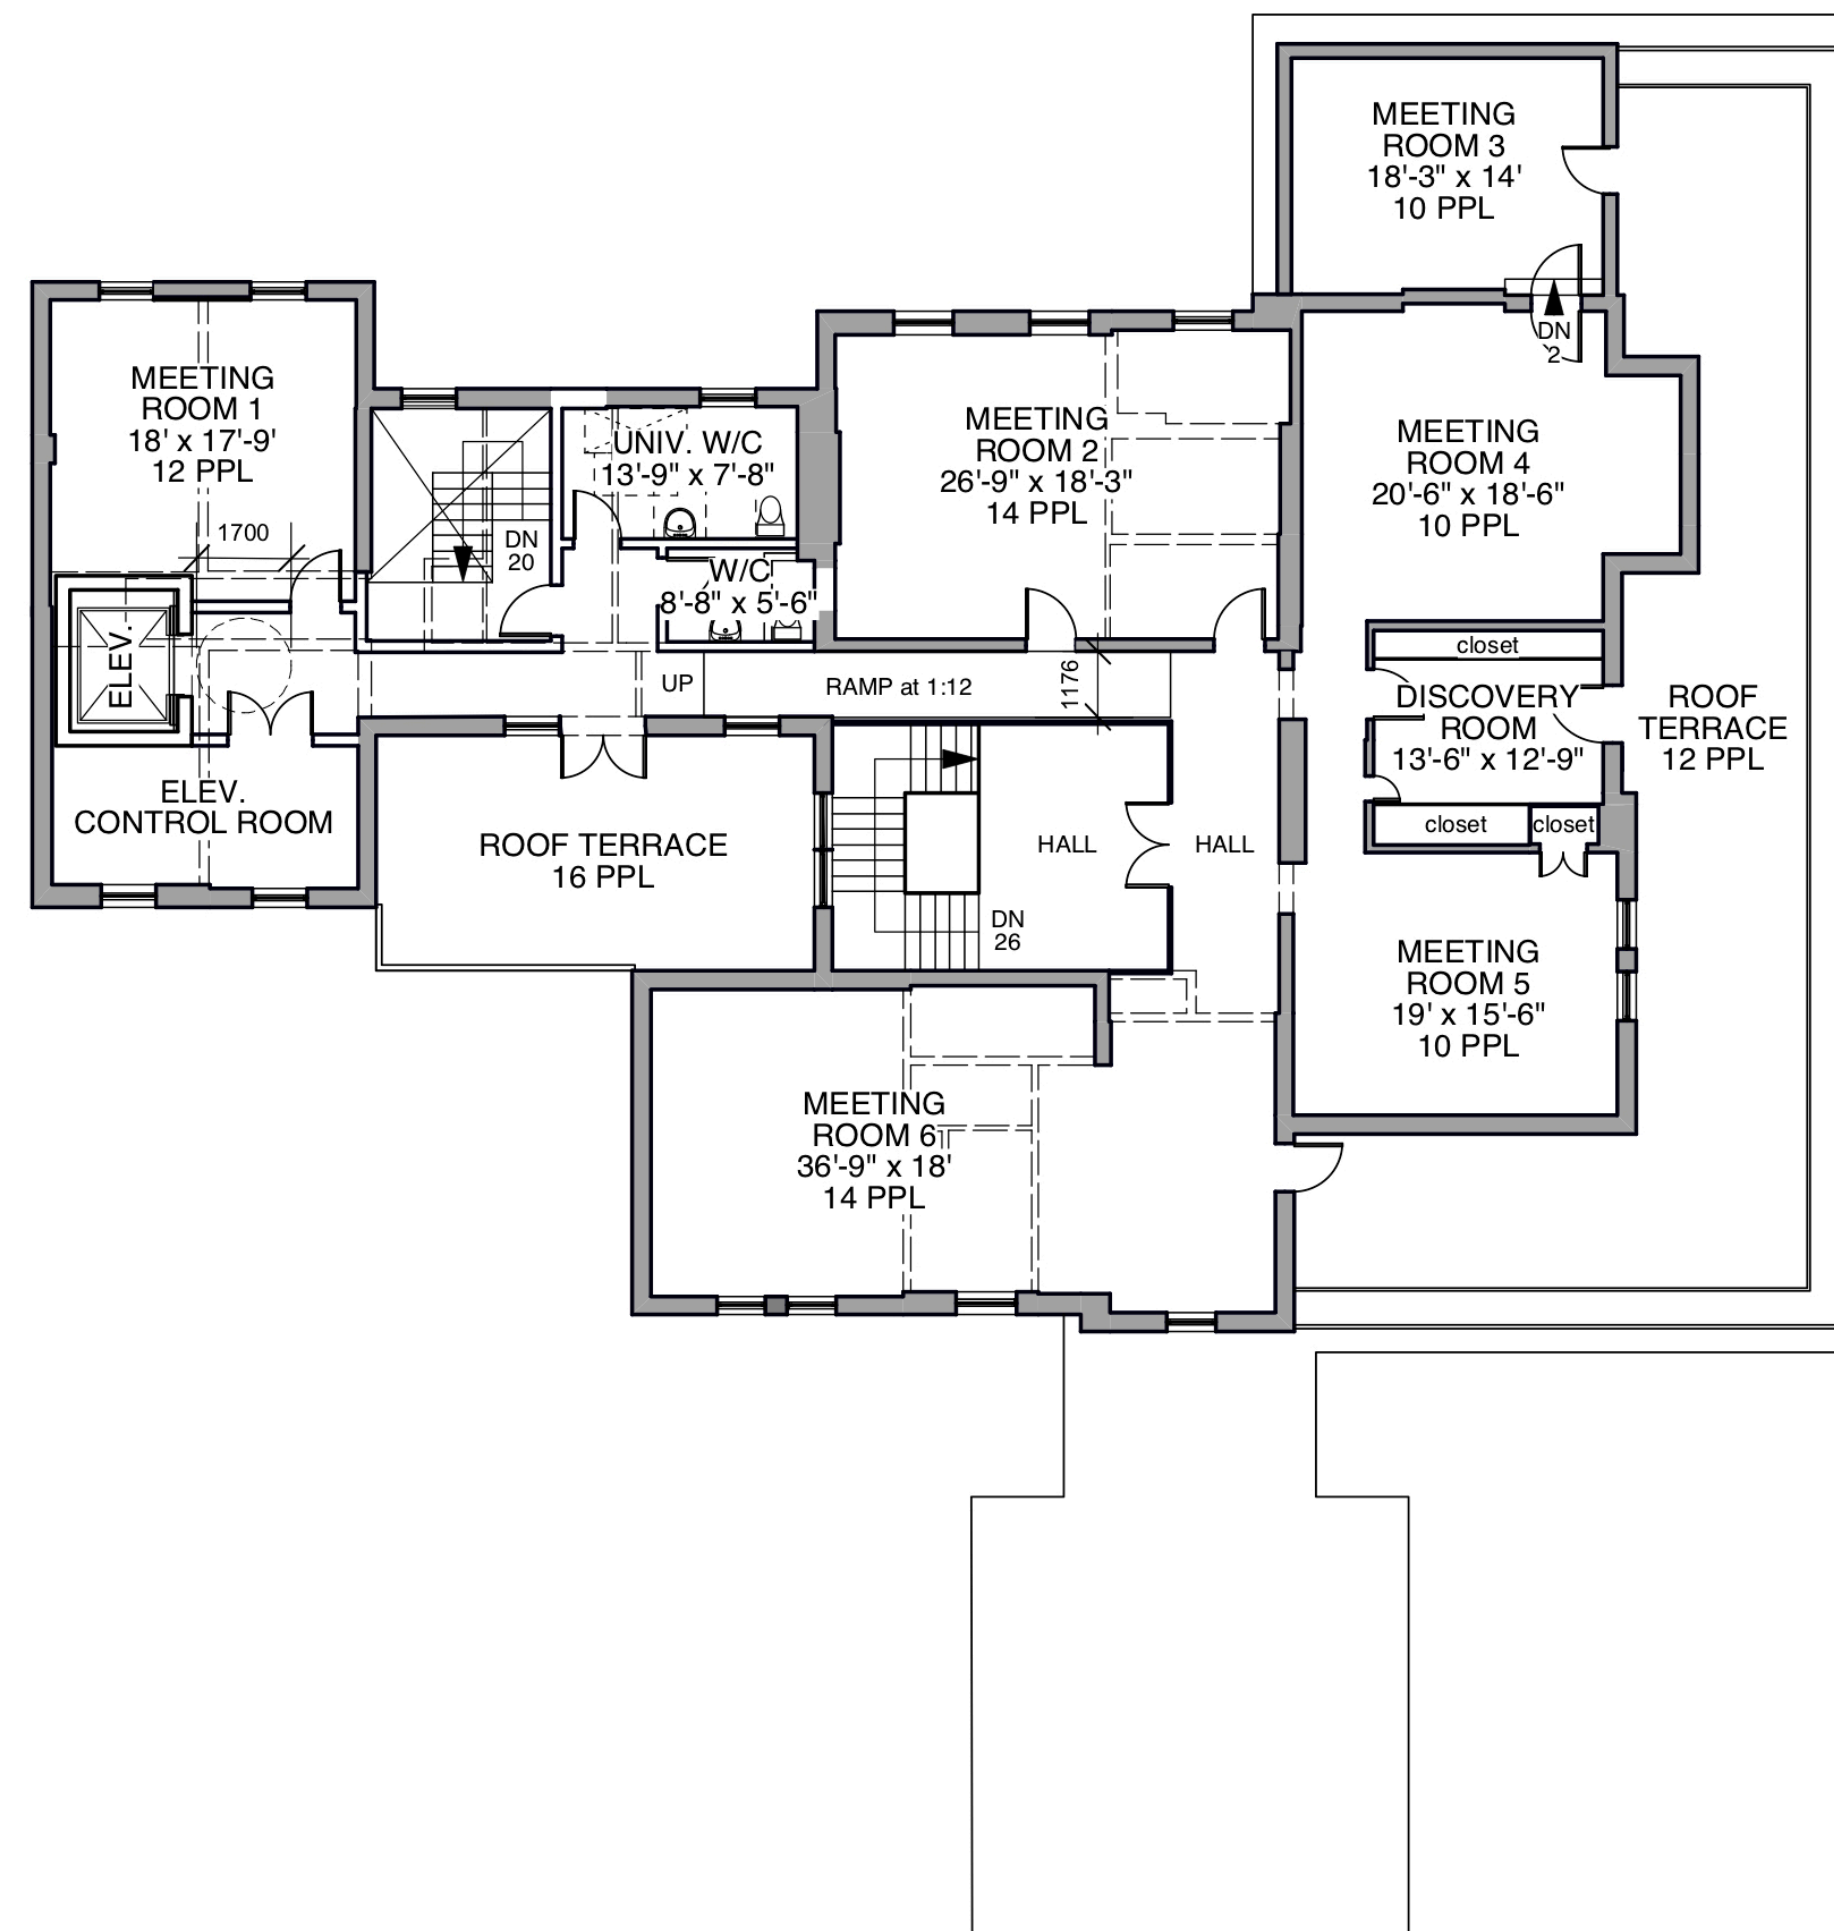 MEETING
ROOM 3
18'-3" x 14'
10 PPL
DN
2
MEETING
ROOM 1
18' x 17'-9'
12 PPL
1700
ELEV.
DN
20
UNIV. W/C
13'-9" x 7'-8"
W/C
8'-8" x 5'-6"
MEETING
ROOM 2
26'-9" x 18'-3"
14 PPL
MEETING
ROOM 4
20'-6" x 18'-6"
10 PPL
UP
RAMP at 1:12
1176
closet
DISCOVERY
ROOM
13'-6" x 12'-9"
closet
closet
ROOF
TERRACE
12 PPL
ELEV.
CONTROL ROOM
ROOF TERRACE
16 PPL
HALL
HALL
DN
26
MEETING
ROOM 5
19' x 15'-6"
10 PPL
MEETING
ROOM 6
36'-9" x 18'
14 PPL